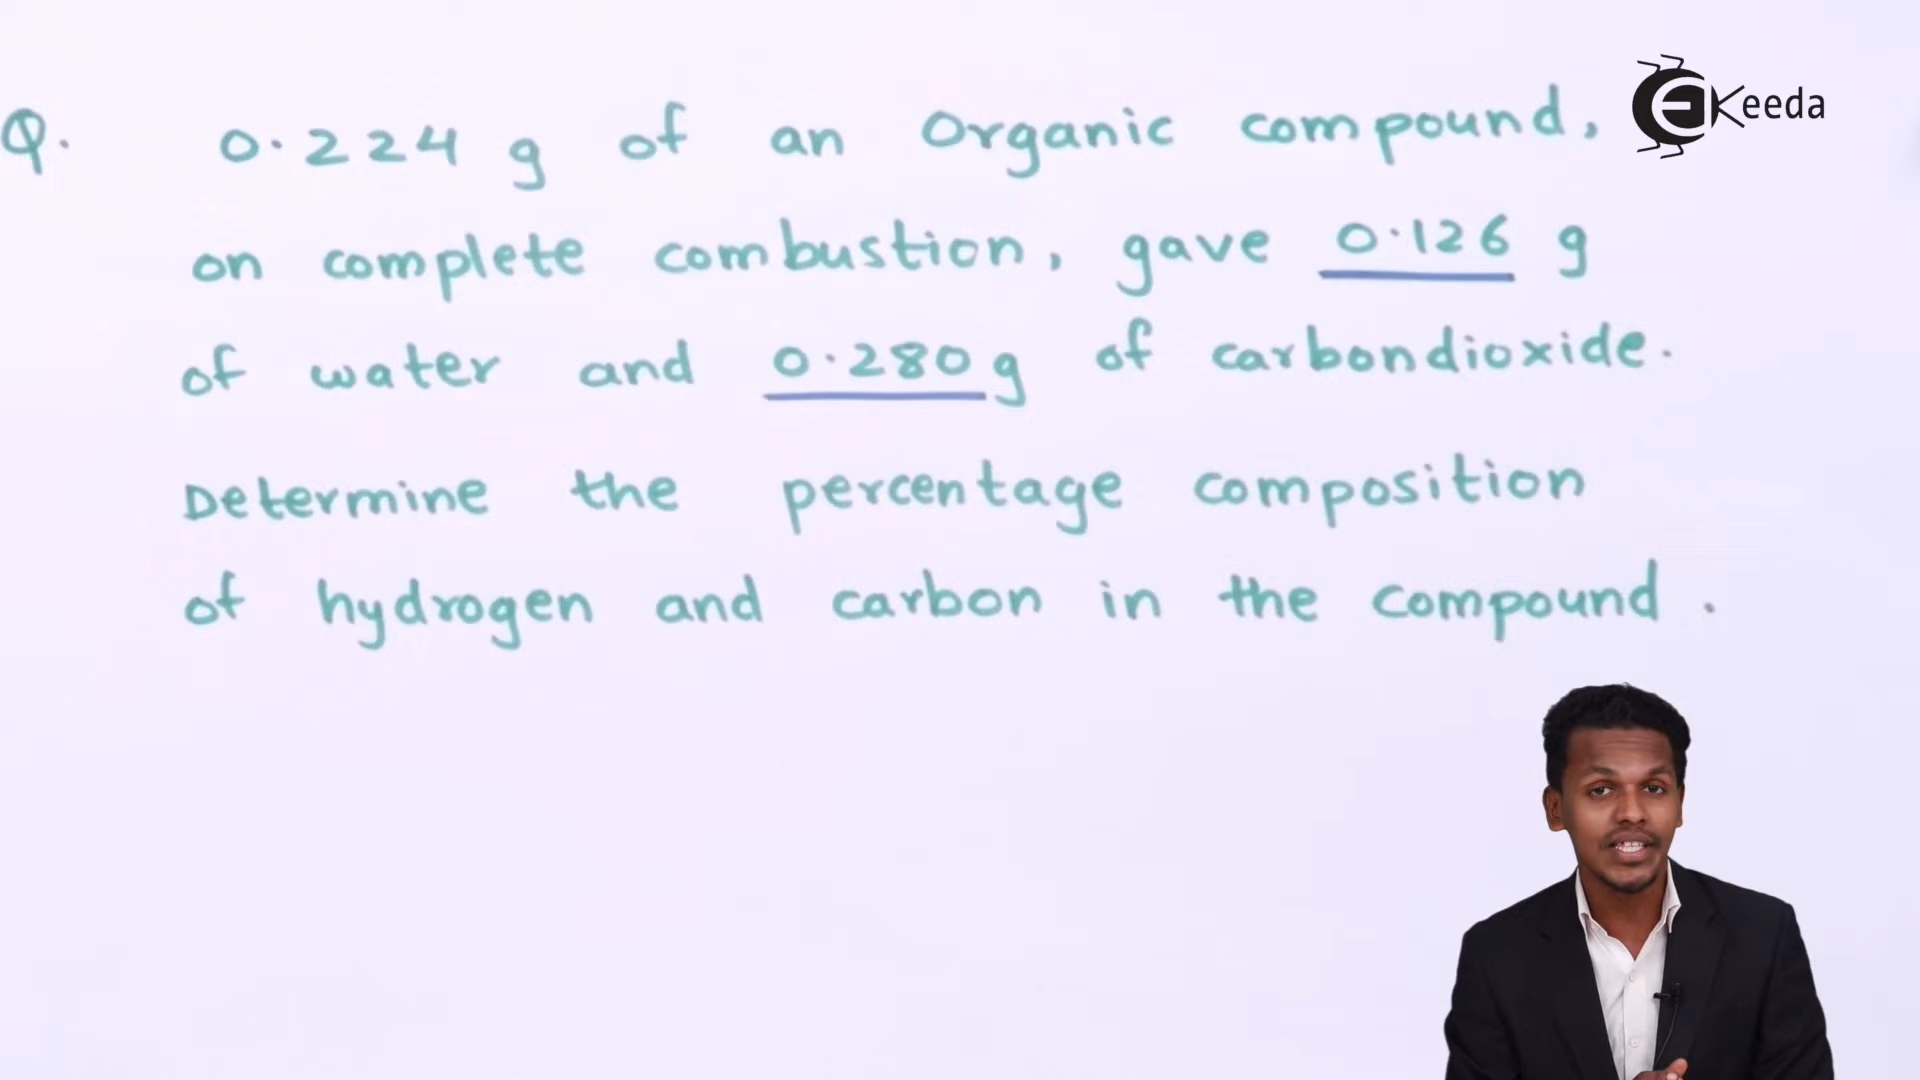 Keeda
Q. 0.224 g of an Organic compound,
on complete combustion, gave 0.126 g
of water and 0.280 g of carbondioxide.
Determine the percentage composition
of hydrogen and carbon in the compound.